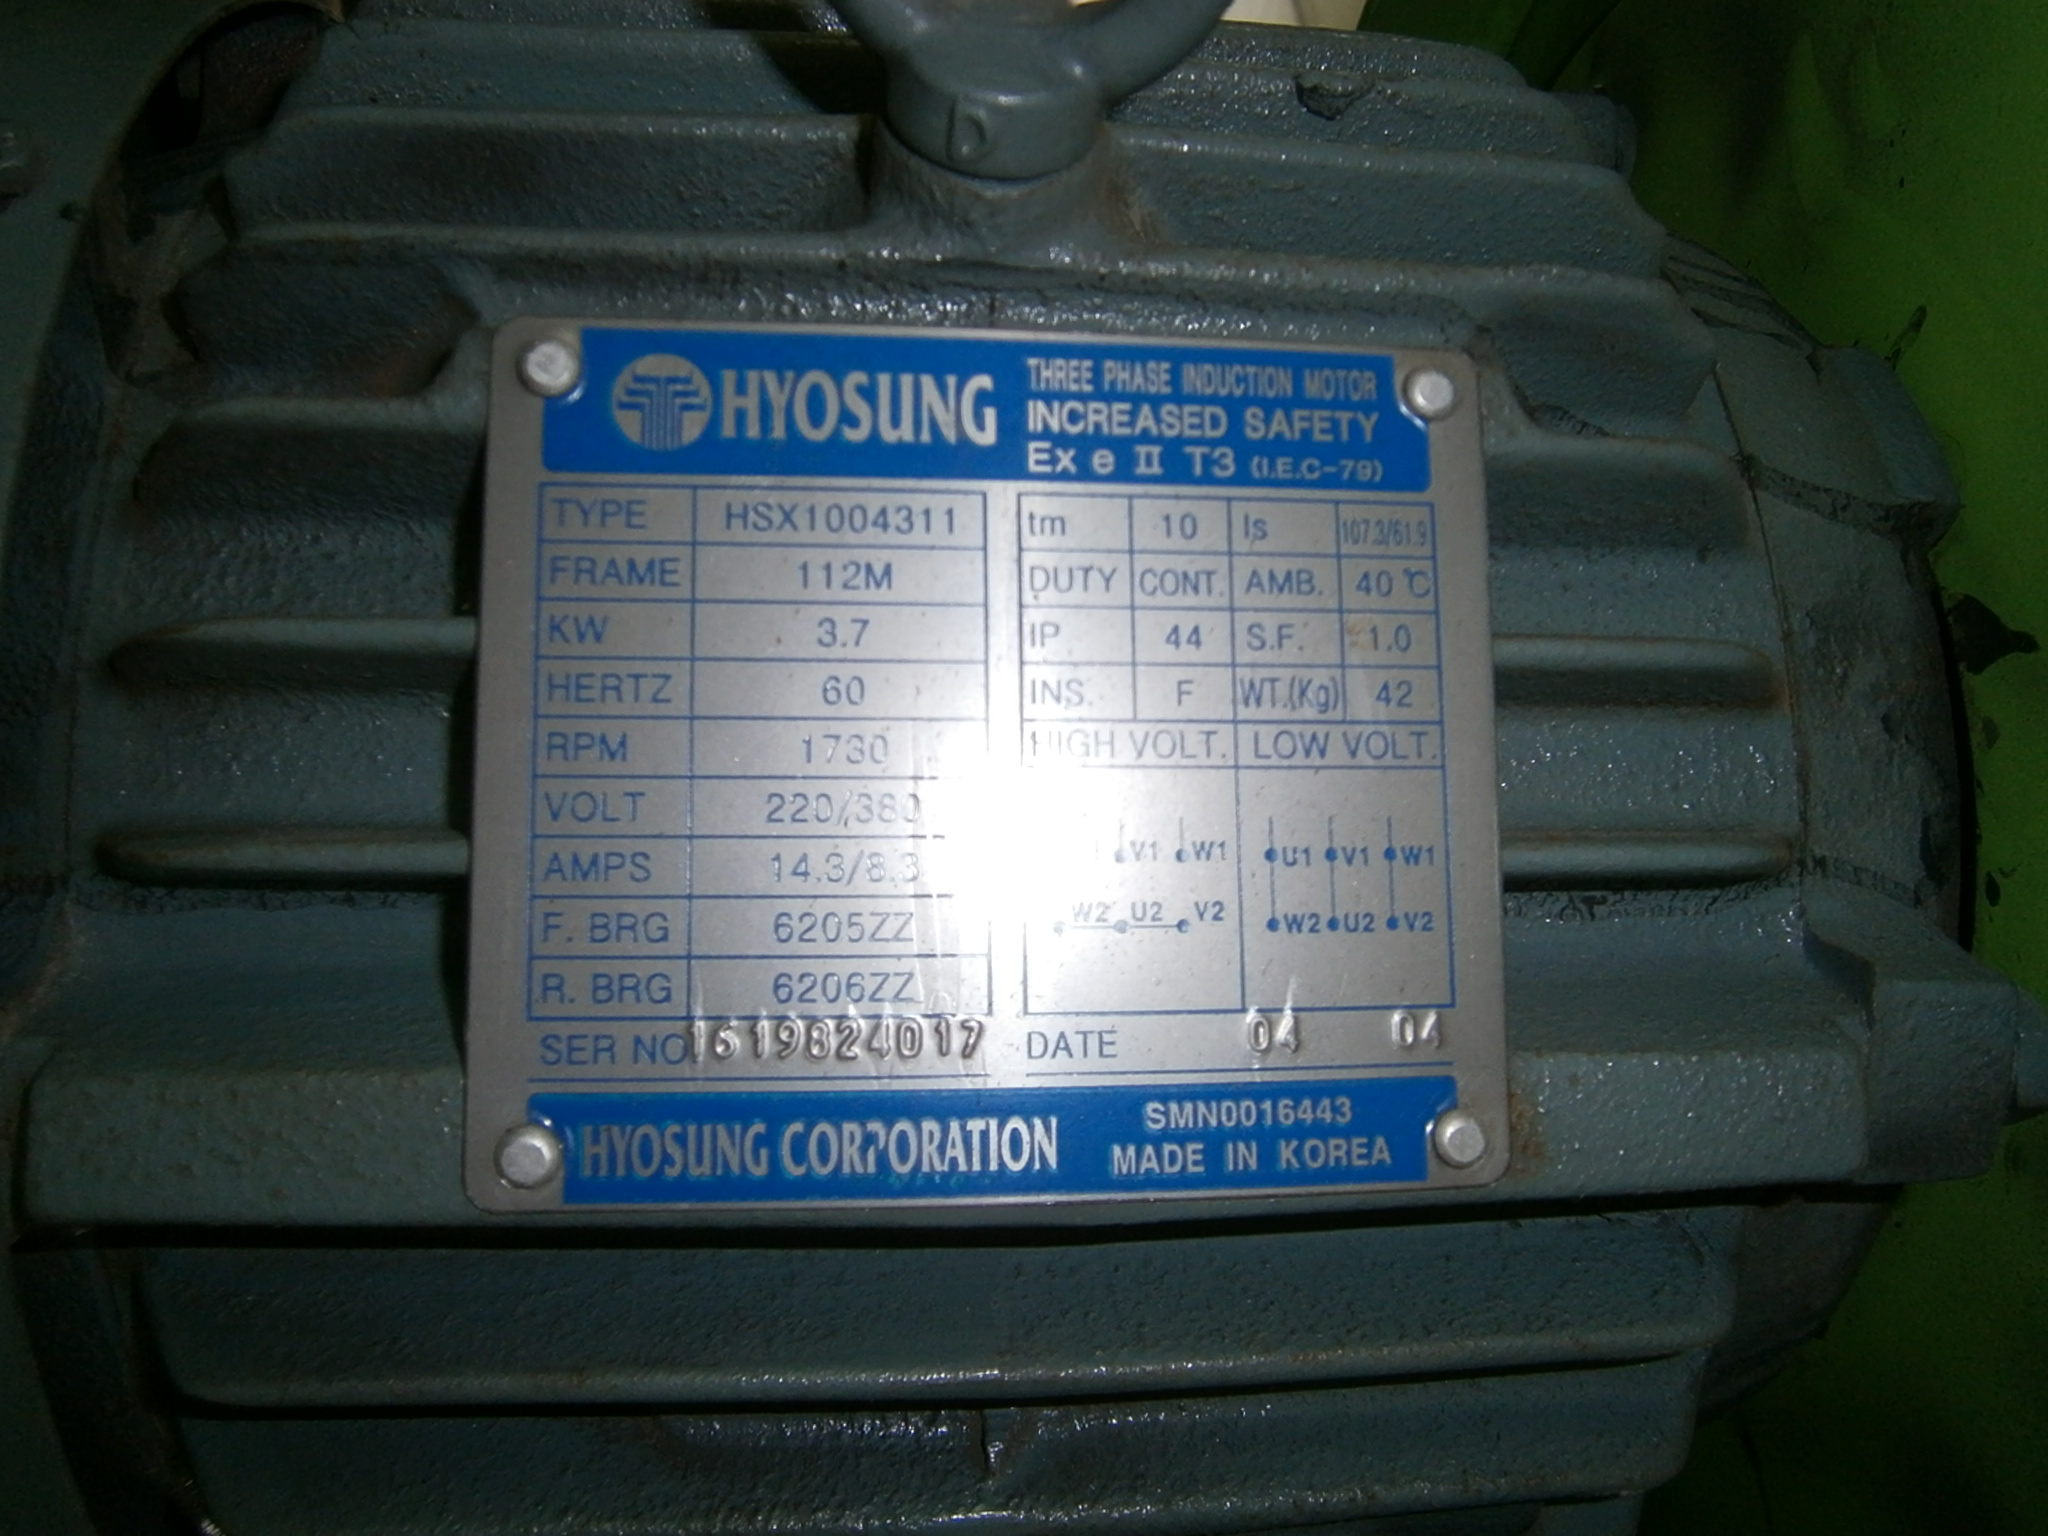 HYOSUNG
THREE PHASE INDUCTION MOTOR
INCREASED SAFETY
Ex e II T3 (I.E.C-79)
TYPE HSX1004311
FRAME 112M
KW 3.7
HERTZ 60
RPM 1730
VOLT 220/380
AMPS 14.3/8.3
F. BRG 6205ZZ
R. BRG 6206ZZ
SER NO 1619824017
tm 10 Is 107.3/61.9
DUTY CONT. AMB. 40℃
IP 44 S.F. 1.0
INS. F WT.(Kg) 42
HIGH VOLT. LOW VOLT.
V1 W1 U1 V1 W1
W2 U2 V2 W2 U2 V2
DATE 04 04
HYOSUNG CORPORATION
SMN0016443
MADE IN KOREA